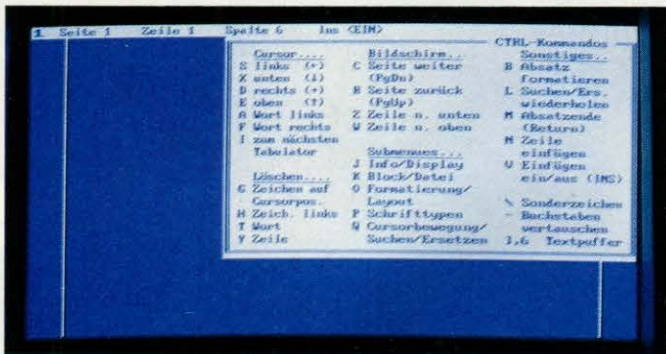 1 Seite 1 Zeile 1 Spalte 6 Ins (EIN)
CTRL-Kommandos
Cursor....
S links (←)
X unten (↓)
D rechts (→)
E oben (↑)
A Wort links
F Wort rechts
I zum nächsten
Tabulator
Löschen....
G Zeichen auf
Cursorpos.
H Zeich. links
T Wort
Y Zeile
Bildschirm...
C Seite weiter
(PgDn)
R Seite zurück
(PgUp)
Z Zeile n. unten
W Zeile n. oben
Submenues...
J Info/Display
K Block/Datei
O Formatierung/
Layout
P Schrifttypen
Q Cursorbewegung/
Suchen/Ersetzen
Sonstiges..
B Absatz
formatieren
L Suchen/Ers.
wiederholen
M Absatzende
(Return)
N Zeile
einfügen
V Einfügen
ein/aus (INS)
\ Sonderzeichen
- Buchstaben
vertauschen
3,6 Textpuffer